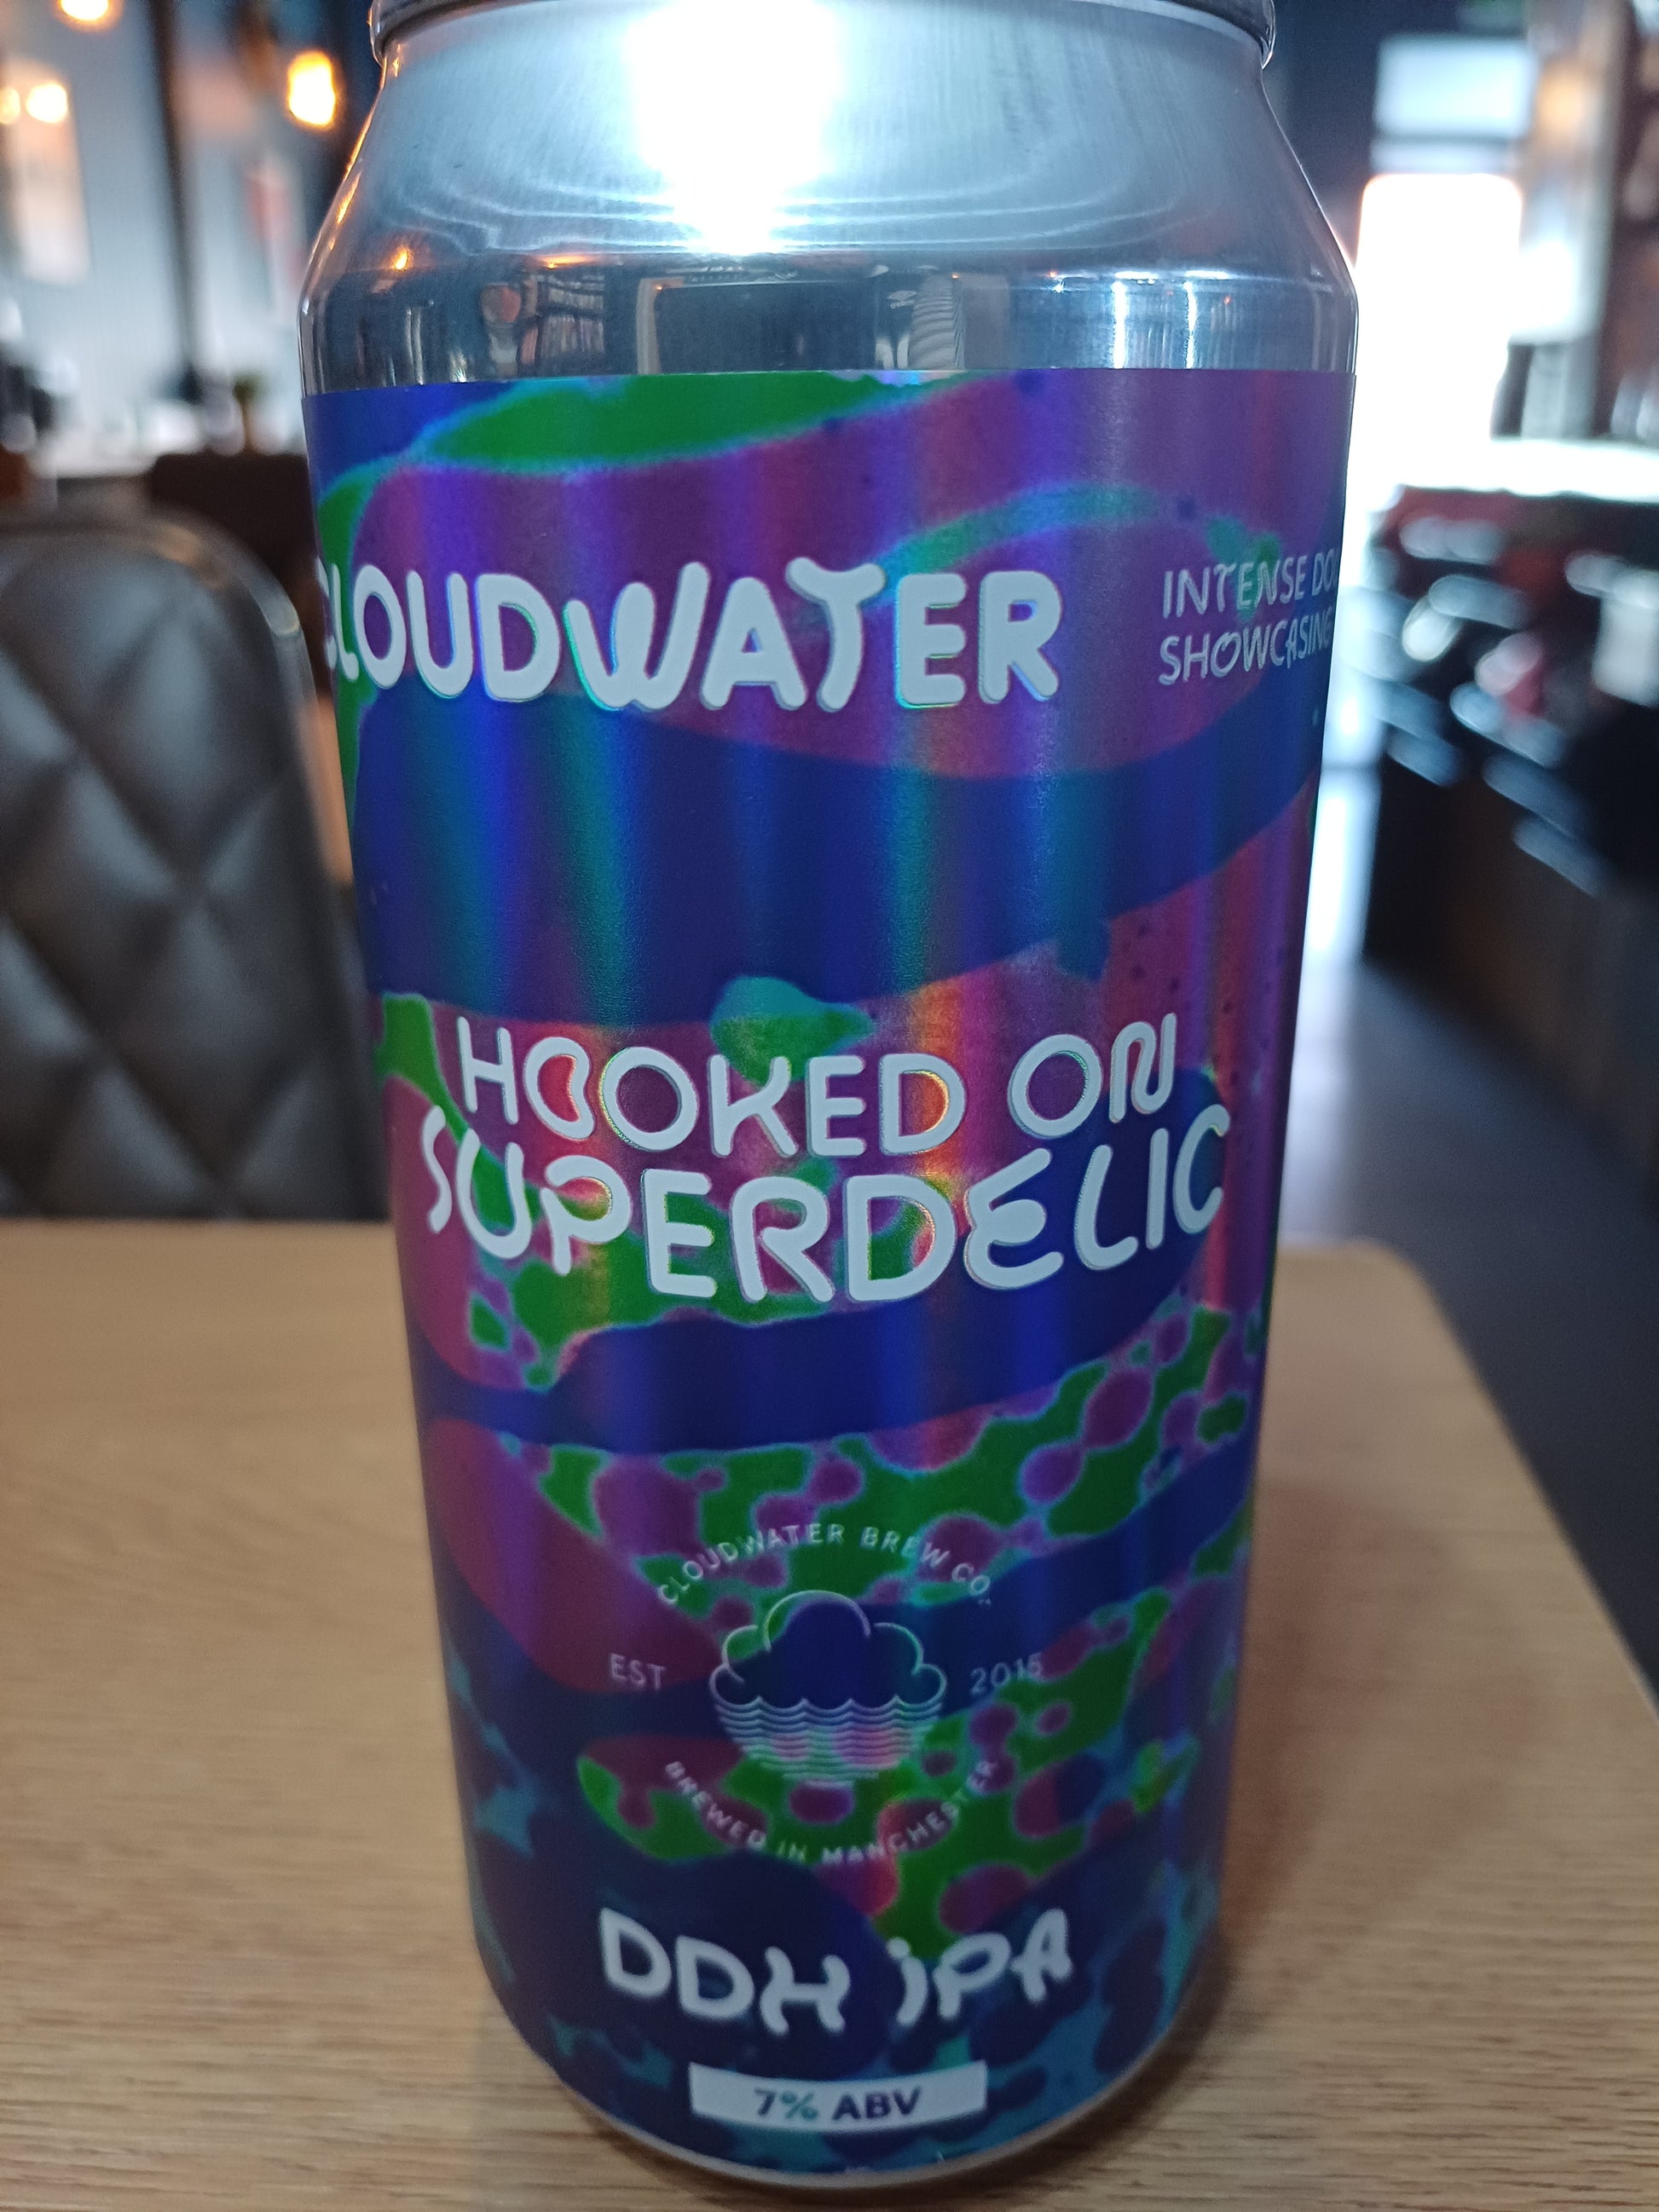 CLOUDWATER
INTENSE
SHOWCASING
HOOKED ON
SUPERDELIC
CLOUDWATER BREW CO.
EST 2015
BREWED IN MANCHESTER
DDH iPA
7% ABV